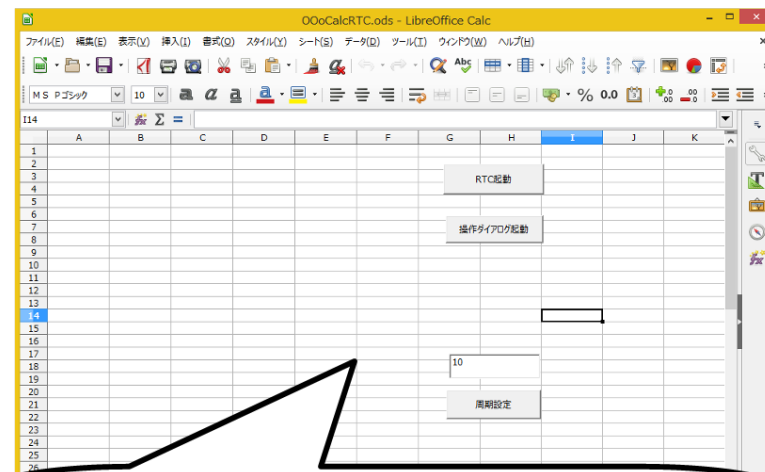 OOoCalcRTC.ods - LibreOffice Calc
ファイル(F) 編集(E) 表示(V) 挿入(I) 書式(O) スタイル(Y) シート(S) データ(D) ツール(T) ウィンドウ(W) ヘルプ(H)
Abç
MS Pゴシック 10 a a a a % 0.0
I14 fx Σ =
A B C D E F G H I J K
1
2
3 RTC起動
4
5
6
7 操作ダイアログ起動
8
9
10
11
12
13
14
15
16
17
18 10
19
20
21 周期設定
22
23
24
25
26